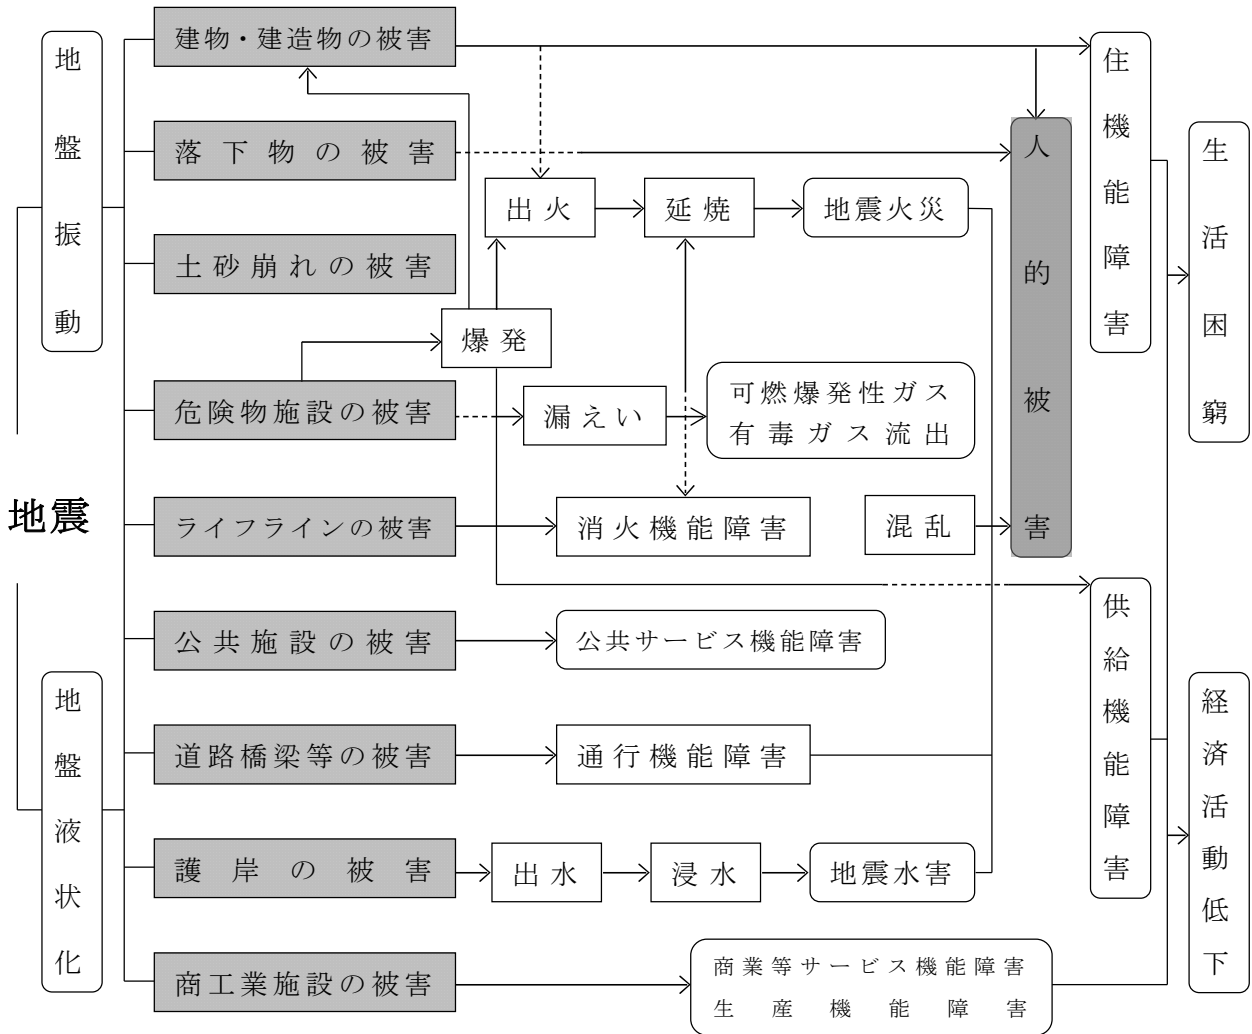 地震
地盤振動
地盤液状化
建物・建造物の被害
落下物の被害
土砂崩れの被害
危険物施設の被害
ライフラインの被害
公共施設の被害
道路橋梁等の被害
護岸の被害
商工業施設の被害
出火
延焼
地震火災
爆発
漏えい
可燃爆発性ガス
有毒ガス流出
消火機能障害
混乱
公共サービス機能障害
通行機能障害
出水
浸水
地震水害
商業等サービス機能障害
生産機能障害
人的被害
住機能障害
供給機能障害
生活困窮
経済活動低下